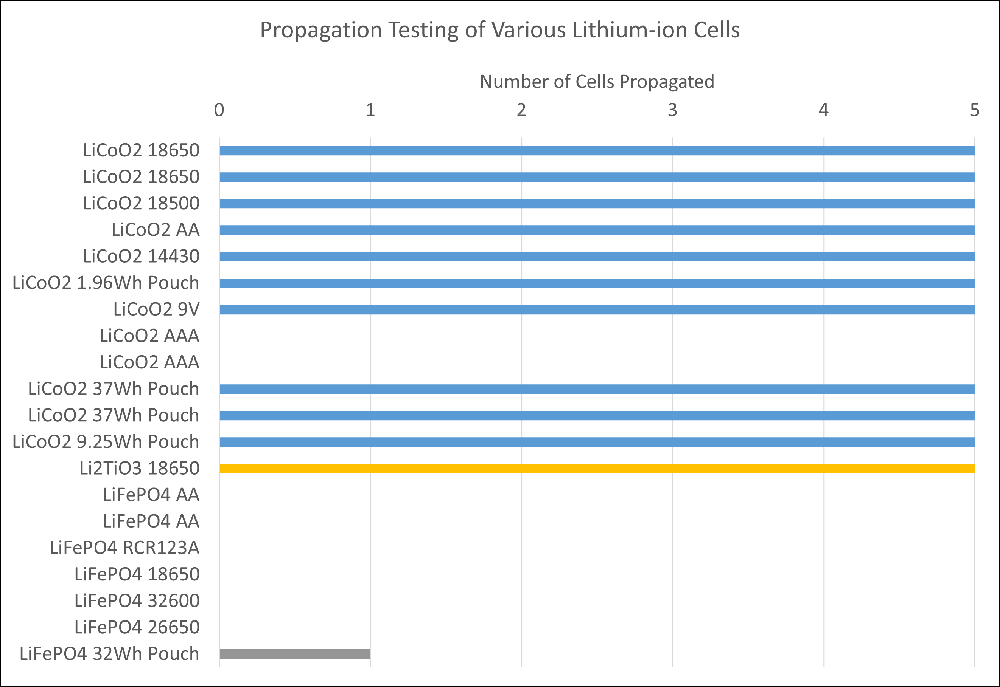 Propagation Testing of Various Lithium-ion Cells
Number of Cells Propagated
0 1 2 3 4 5
LiCoO2 18650
LiCoO2 18650
LiCoO2 18500
LiCoO2 AA
LiCoO2 14430
LiCoO2 1.96Wh Pouch
LiCoO2 9V
LiCoO2 AAA
LiCoO2 AAA
LiCoO2 37Wh Pouch
LiCoO2 37Wh Pouch
LiCoO2 9.25Wh Pouch
Li2TiO3 18650
LiFePO4 AA
LiFePO4 AA
LiFePO4 RCR123A
LiFePO4 18650
LiFePO4 32600
LiFePO4 26650
LiFePO4 32Wh Pouch